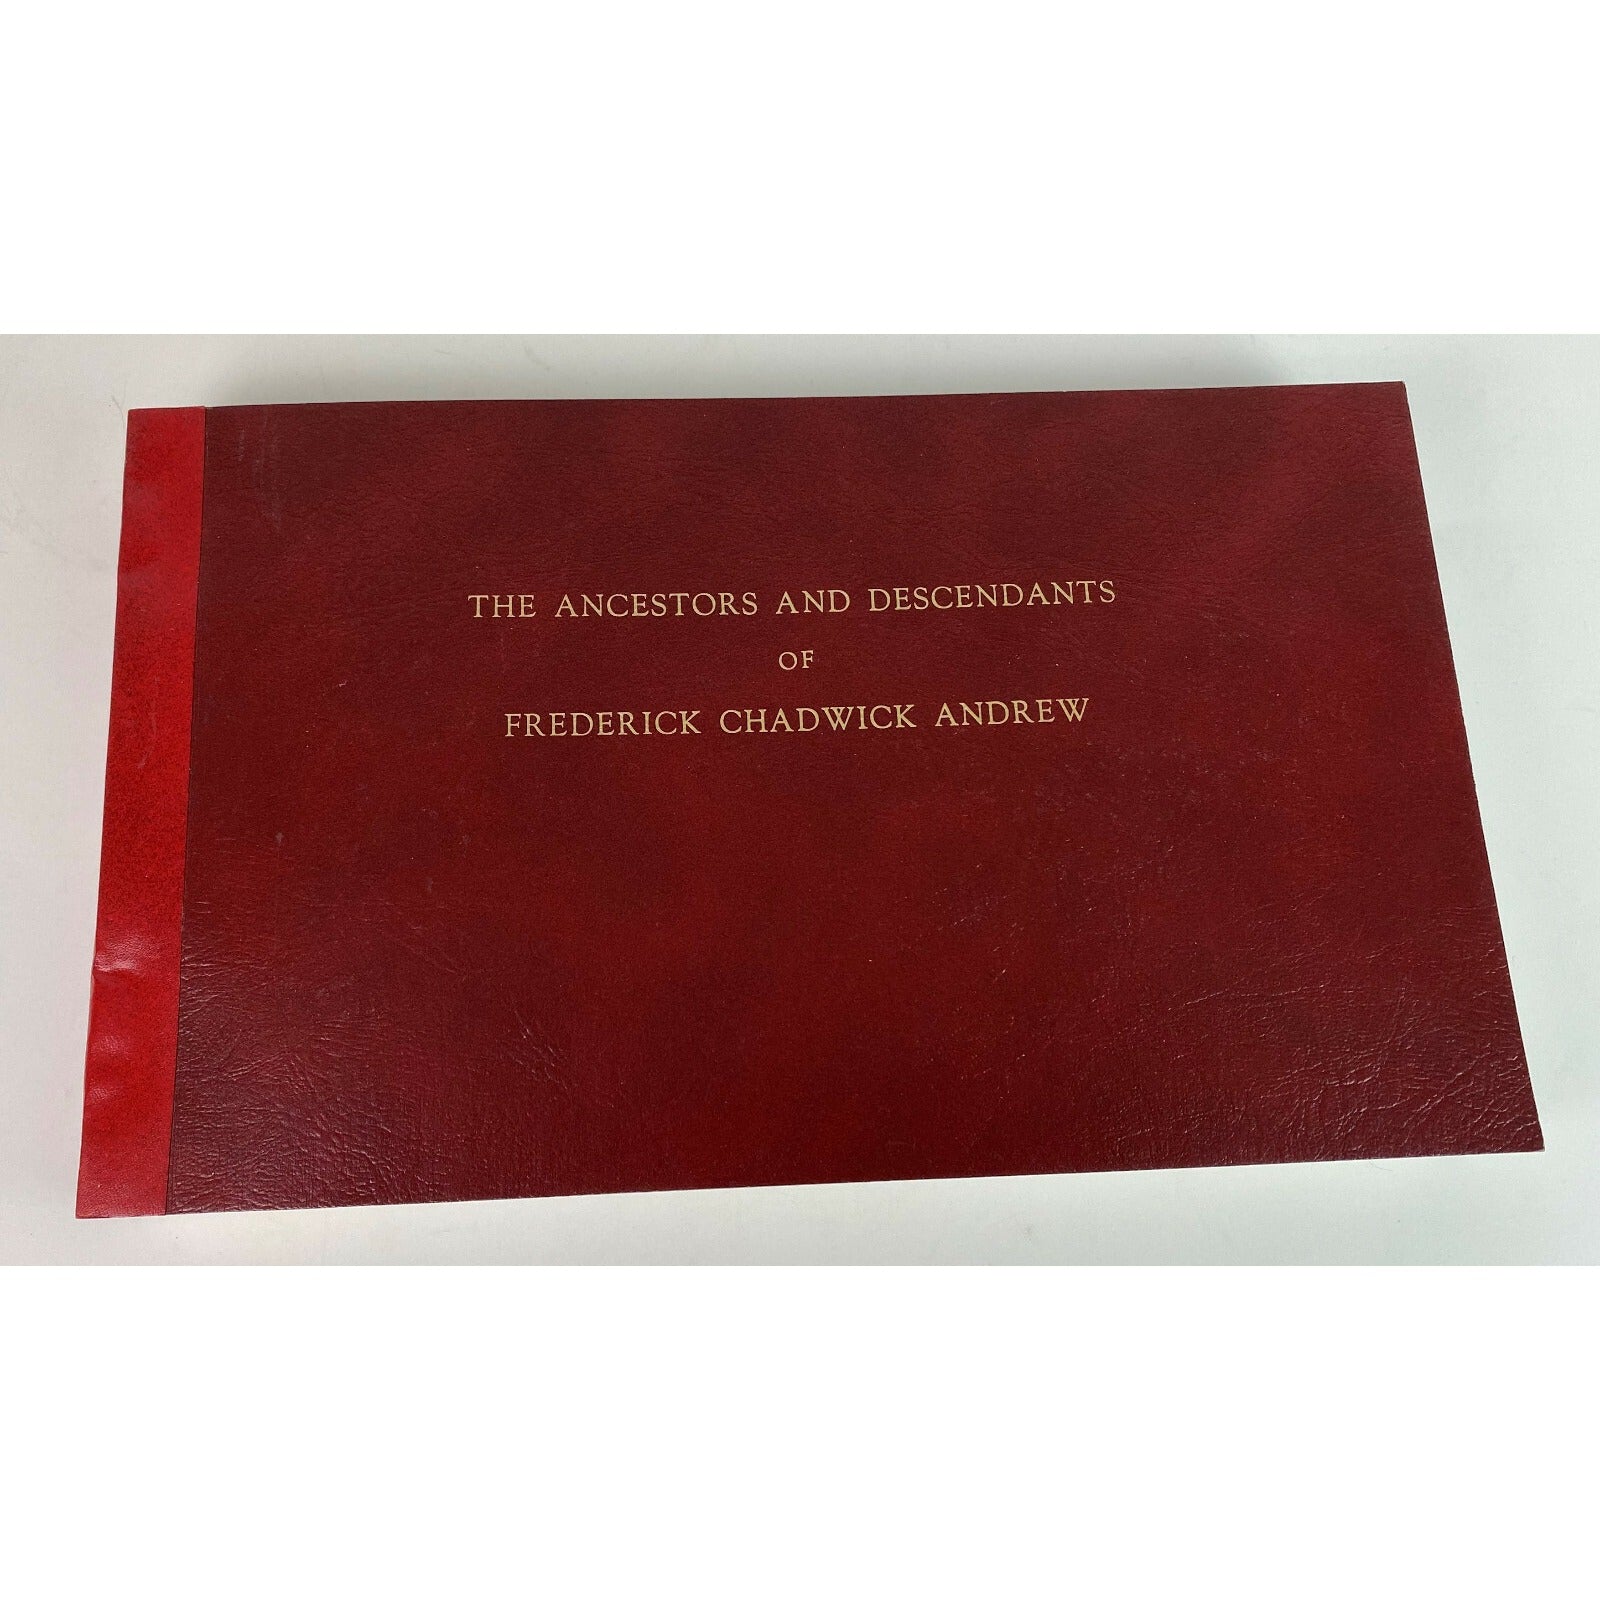 THE ANCESTORS AND DESCENDANTS
OF
FREDERICK CHADWICK ANDREW